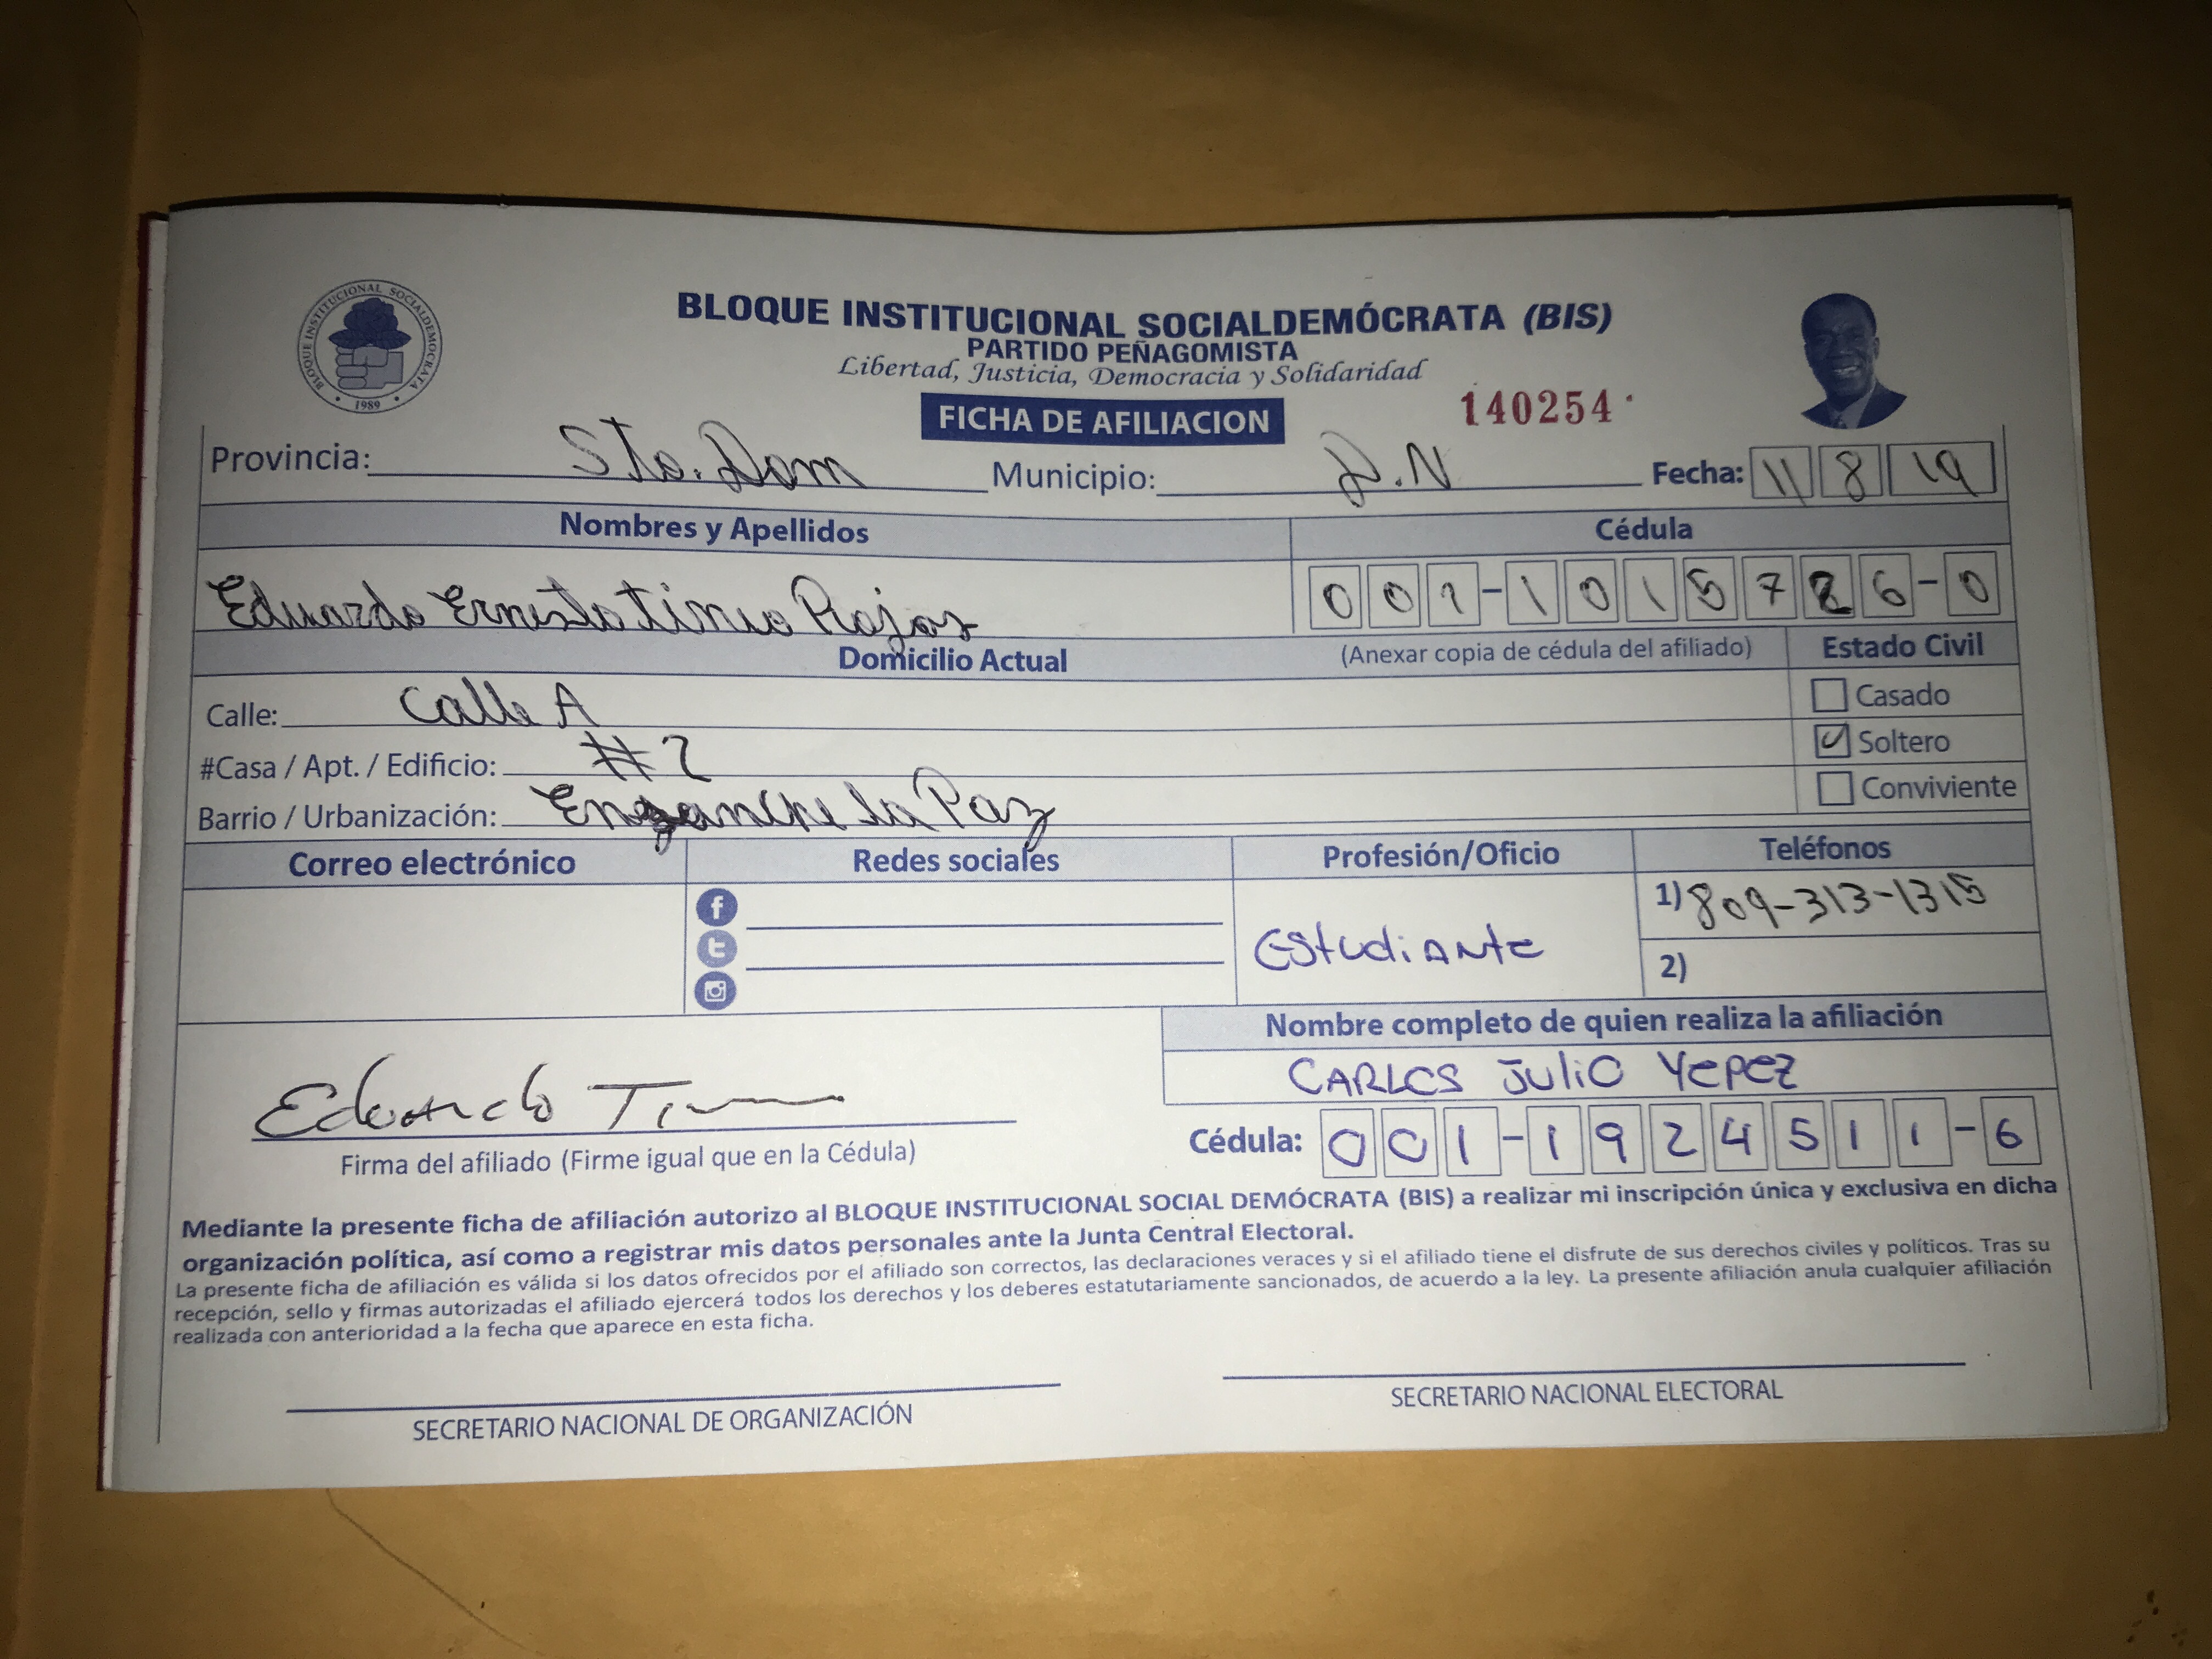 BLOQUE INSTITUCIONAL SOCIALDEMOCRATA
1989
BLOQUE INSTITUCIONAL SOCIALDEMÓCRATA (BIS)
PARTIDO PEÑAGOMISTA
Libertad, Justicia, Democracia y Solidaridad
FICHA DE AFILIACION 140254
Provincia: Sto. Dom Municipio: D.N Fecha: 11 8 19
Nombres y Apellidos Cédula
Eduardo Ernesto Tinio Rojas 001-1015726-0
Domicilio Actual (Anexar copia de cédula del afiliado) Estado Civil
Calle: Calle A Casado
#Casa / Apt. / Edificio: #2 Soltero
Barrio / Urbanización: Enzanche la Paz Conviviente
Correo electrónico Redes sociales Profesión/Oficio Teléfonos
Estudiante 1) 809-313-1315
2)
Nombre completo de quien realiza la afiliación
CARLOS JULIO YEPEZ
Eduardo
Cédula: 001-1924511-6
Firma del afiliado (Firme igual que en la Cédula)
Mediante la presente ficha de afiliación autorizo al BLOQUE INSTITUCIONAL SOCIAL DEMÓCRATA (BIS) a realizar mi inscripción única y exclusiva en dicha
organización política, así como a registrar mis datos personales ante la Junta Central Electoral.
La presente ficha de afiliación es válida si los datos ofrecidos por el afiliado son correctos, las declaraciones veraces y si el afiliado tiene el disfrute de sus derechos civiles y políticos. Tras su
recepción, sello y firmas autorizadas el afiliado ejercerá todos los derechos y los deberes estatutariamente sancionados, de acuerdo a la ley. La presente afiliación anula cualquier afiliación
realizada con anterioridad a la fecha que aparece en esta ficha.
SECRETARIO NACIONAL DE ORGANIZACIÓN SECRETARIO NACIONAL ELECTORAL